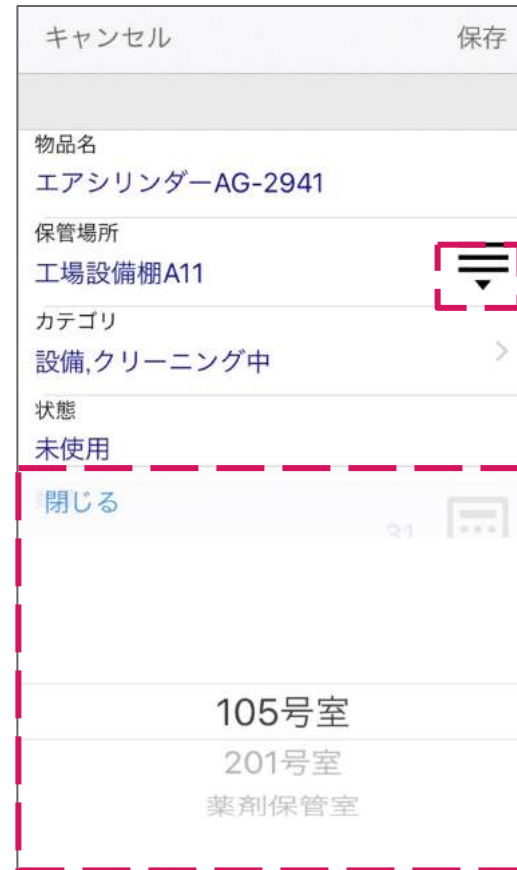 キャンセル 保存
物品名
エアシリンダーAG-2941
保管場所
工場設備棚A11
カテゴリ
設備,クリーニング中
状態
未使用
閉じる
31
105号室
201号室
薬剤保管室